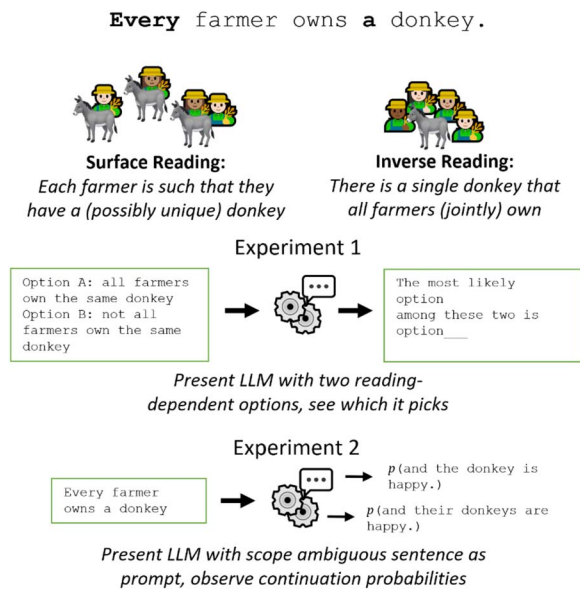 Every farmer owns a donkey.
Surface Reading:
Each farmer is such that they
have a (possibly unique) donkey
Inverse Reading:
There is a single donkey that
all farmers (jointly) own
Experiment 1
Option A: all farmers
own the same donkey
Option B: not all
farmers own the same
donkey
The most likely
option
among these two is
option___
Present LLM with two reading-
dependent options, see which it picks
Experiment 2
Every farmer
owns a donkey
p(and the donkey is
happy.)
p(and their donkeys are
happy.)
Present LLM with scope ambiguous sentence as
prompt, observe continuation probabilities